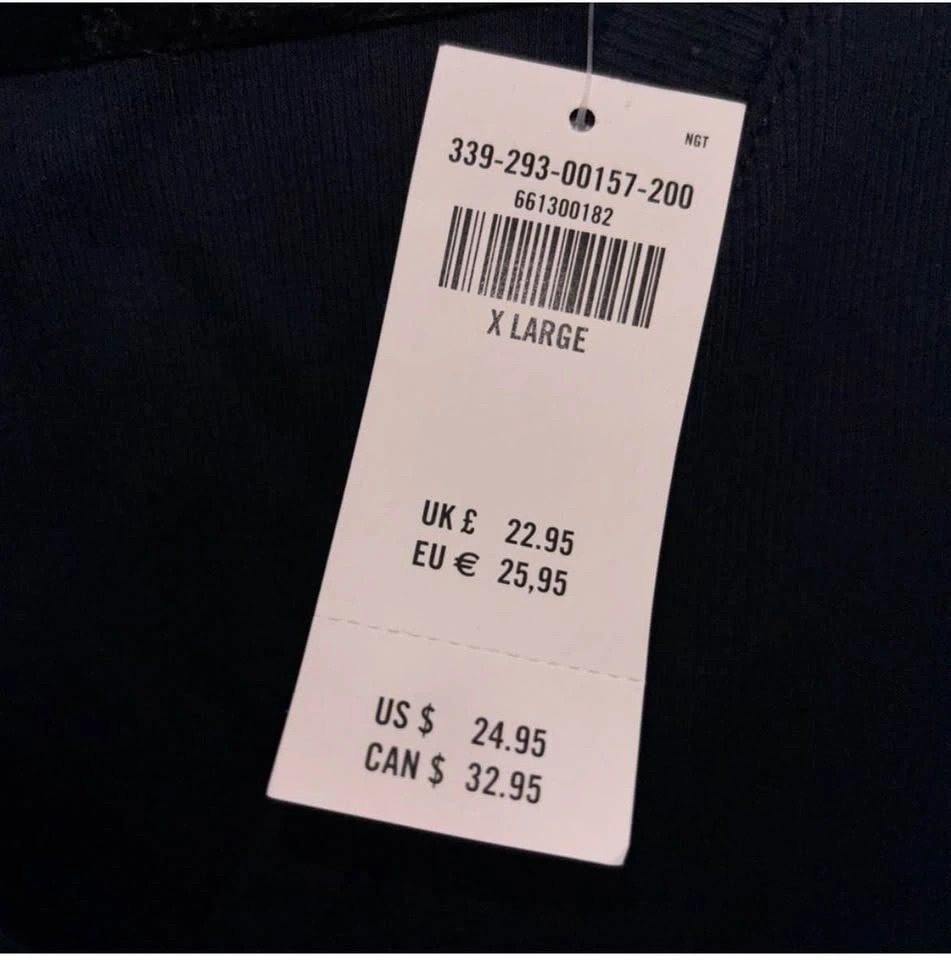 NGT
339-293-00157-200
661300182
X LARGE
UK £ 22.95
EU € 25,95
US $ 24.95
CAN $ 32.95